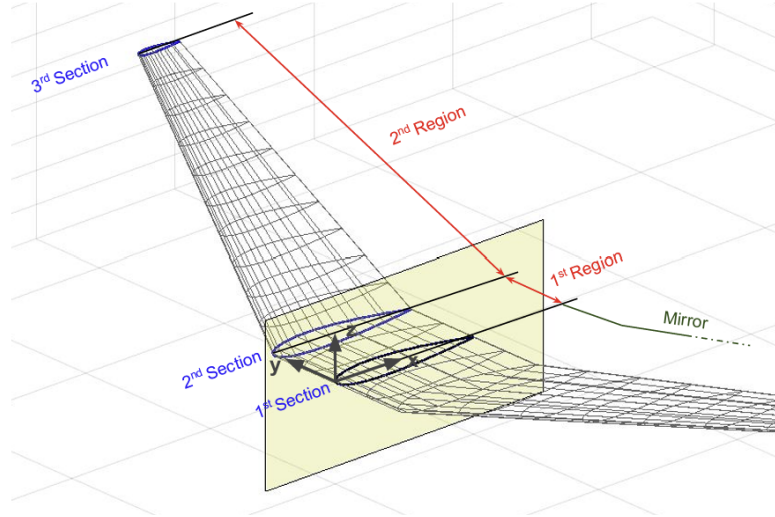 3rd Section
2nd Region
1st Region
Mirror
2nd Section
z
y
x
1st Section